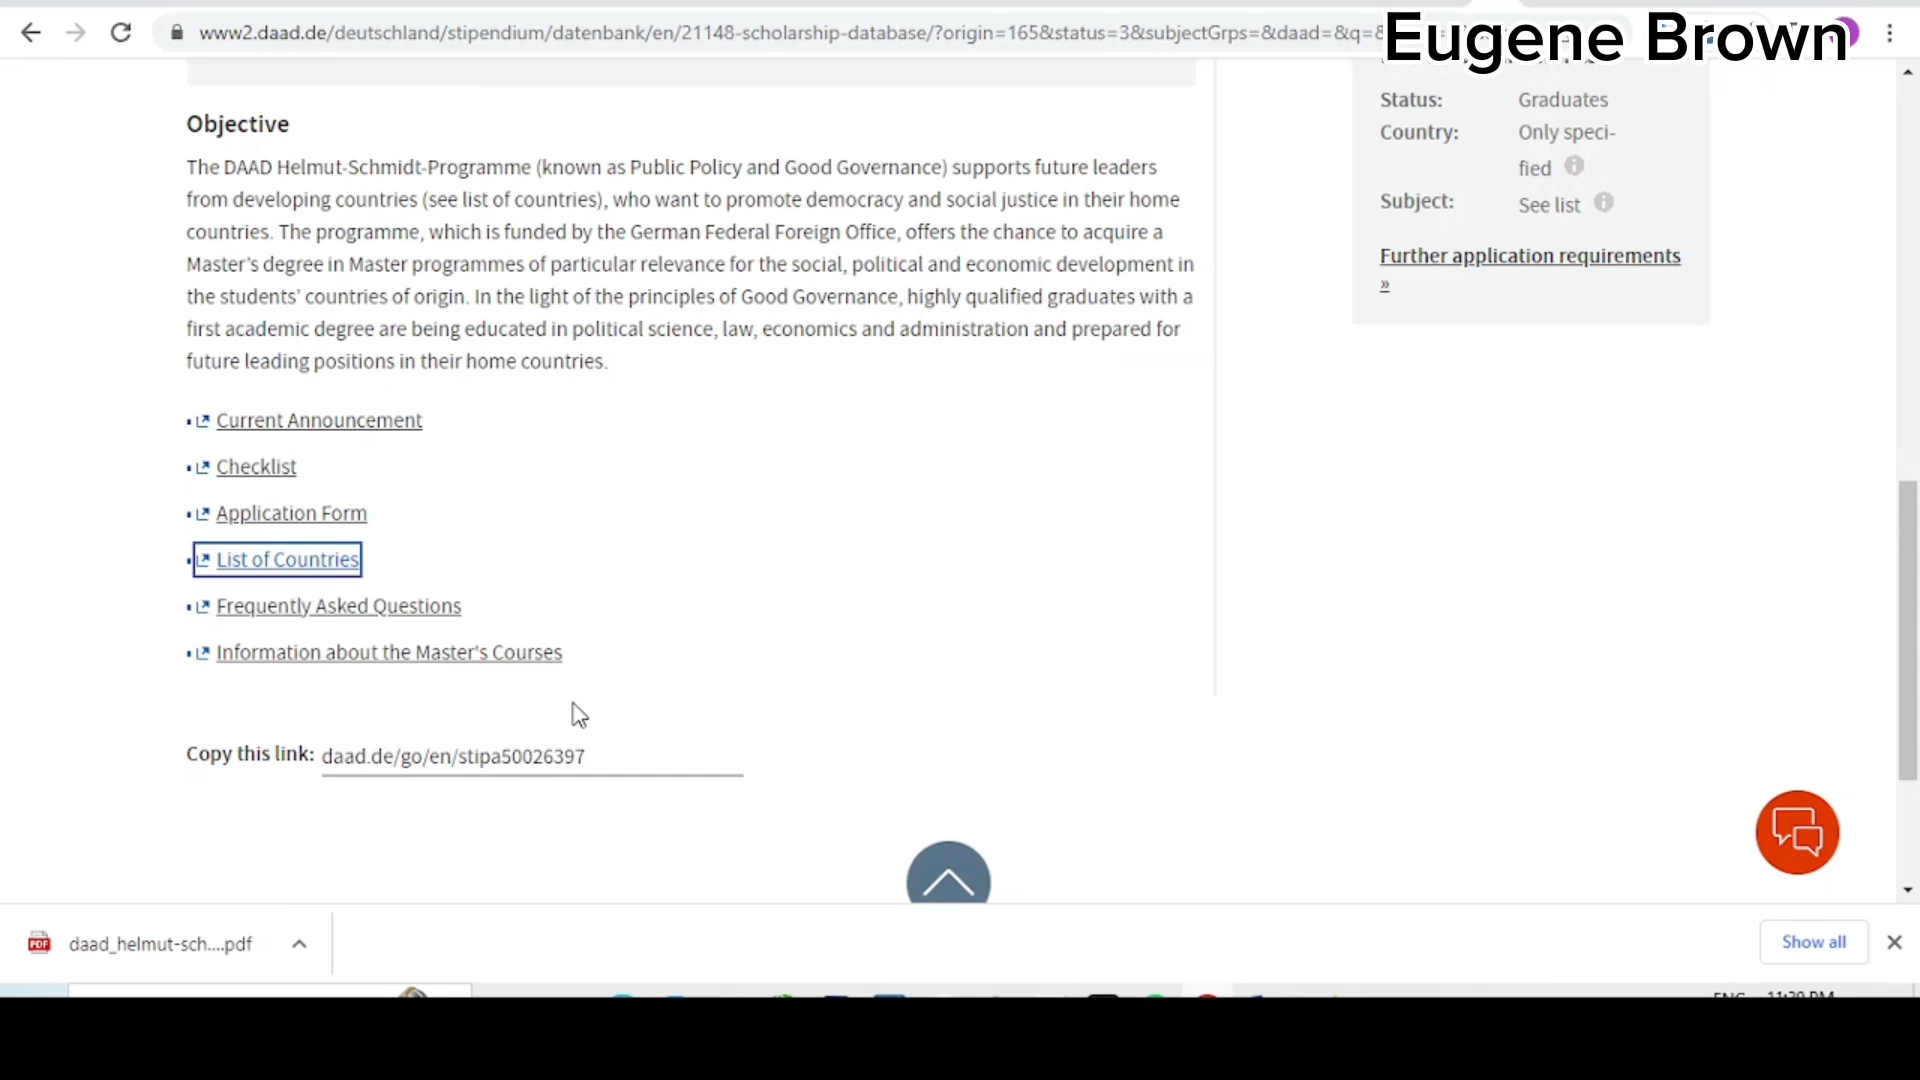 www2.daad.de/deutschland/stipendium/datenbank/en/21148-scholarship-database/?origin=165&status=3&subjectGrps=&daad=&q=&
Eugene Brown
Objective
The DAAD Helmut-Schmidt-Programme (known as Public Policy and Good Governance) supports future leaders
from developing countries (see list of countries), who want to promote democracy and social justice in their home
countries. The programme, which is funded by the German Federal Foreign Office, offers the chance to acquire a
Master's degree in Master programmes of particular relevance for the social, political and economic development in
the students' countries of origin. In the light of the principles of Good Governance, highly qualified graduates with a
first academic degree are being educated in political science, law, economics and administration and prepared for
future leading positions in their home countries.
Current Announcement
Checklist
Application Form
List of Countries
Frequently Asked Questions
Information about the Master's Courses
Copy this link: daad.de/go/en/stipa50026397
Status: Graduates
Country: Only speci-
fied
Subject: See list
Further application requirements
»
PDF daad_helmut-sch....pdf
Show all
ENG 11:39 PM